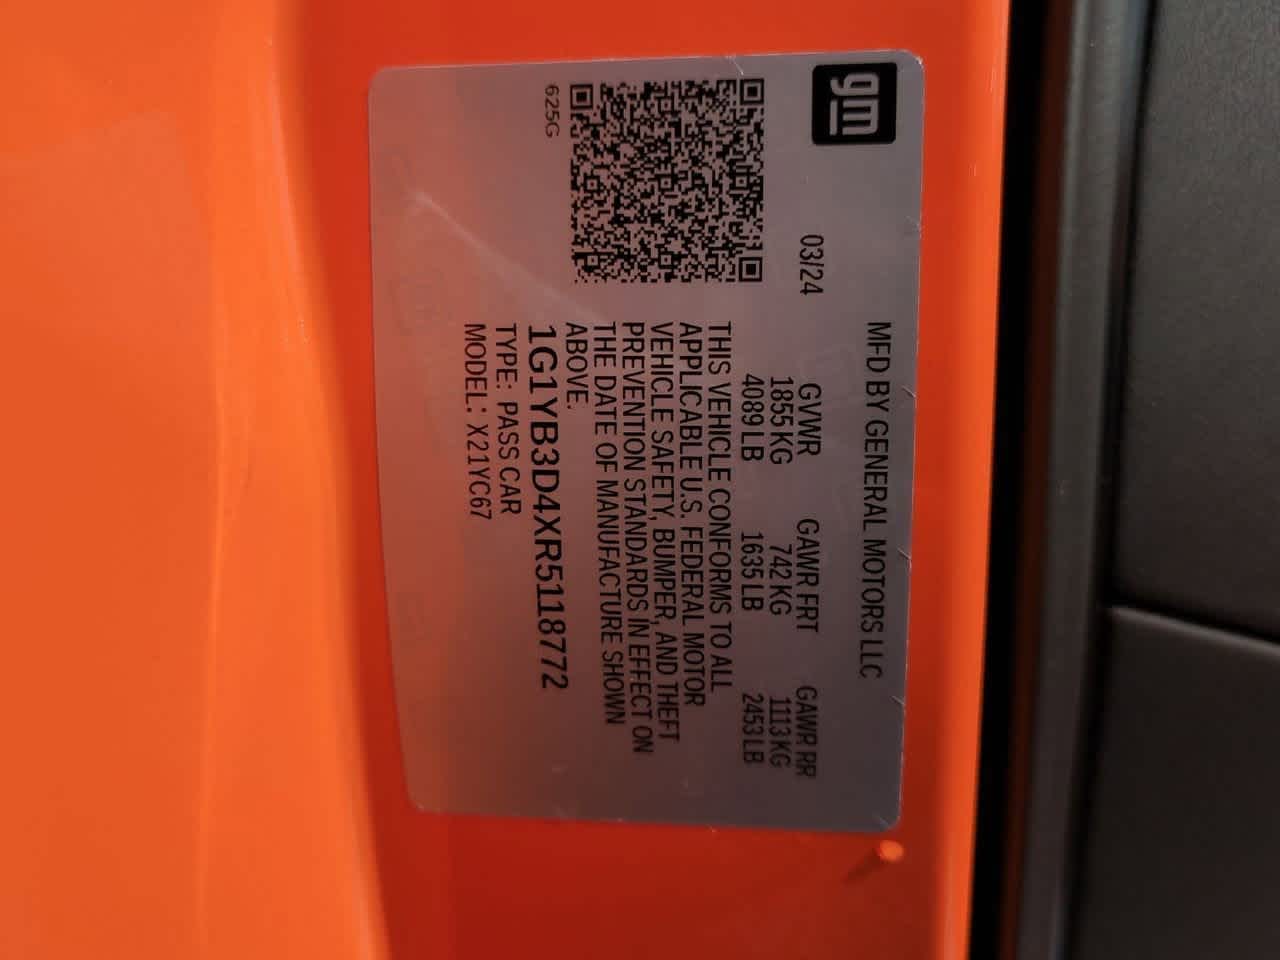 gm
MFD BY GENERAL MOTORS LLC
03/24 GVWR GAWR FRT GAWR RR
1855 KG 742 KG 1113 KG
4089 LB 1635 LB 2453 LB
THIS VEHICLE CONFORMS TO ALL
APPLICABLE U.S. FEDERAL MOTOR
VEHICLE SAFETY, BUMPER, AND THEFT
PREVENTION STANDARDS IN EFFECT ON
THE DATE OF MANUFACTURE SHOWN
ABOVE.
1G1YB3D4XR5118772
TYPE: PASS CAR
MODEL: X21YC67
625G